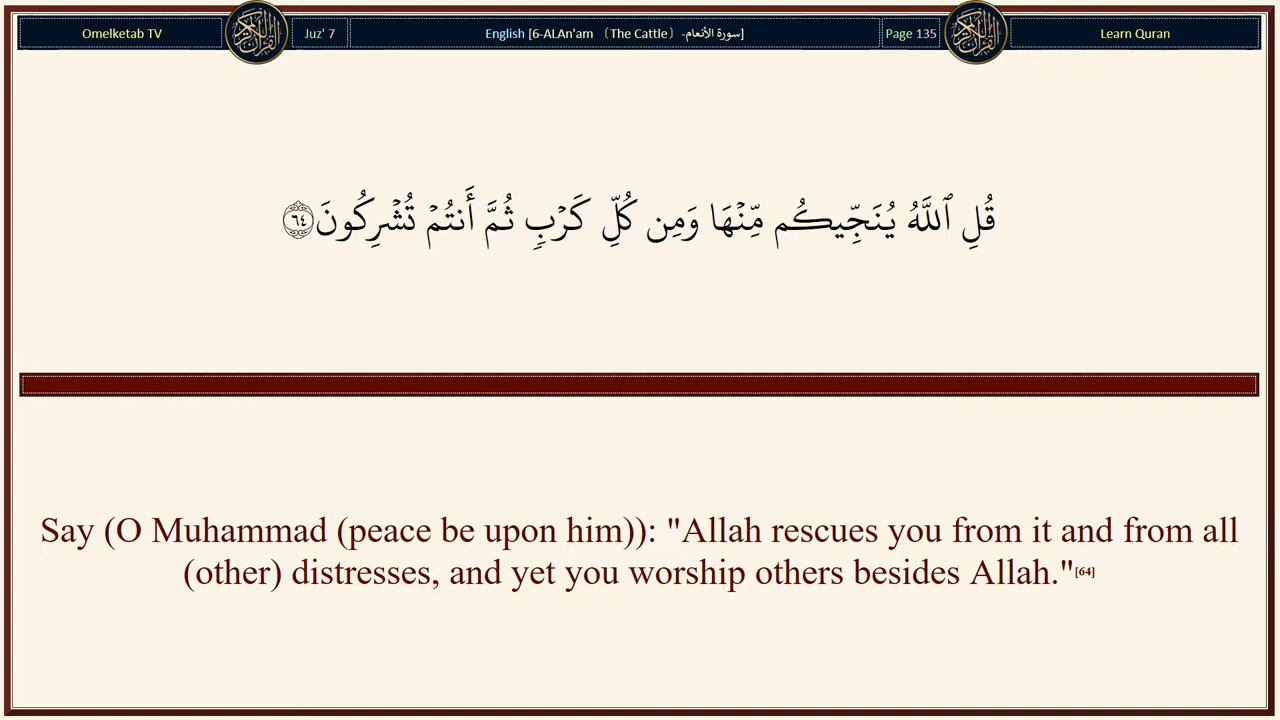 Omelketab TV
Juz' 7
English [6-ALAn'am （The Cattle） -سورة الأنعام]
Page 135
Learn Quran
قُلِ ٱللَّهُ يُنَجِّيكُم مِّنۡهَا وَمِن كُلِّ كَرۡبٖ ثُمَّ أَنتُمۡ تُشۡرِكُونَ ٦٤
Say (O Muhammad (peace be upon him)): "Allah rescues you from it and from all
(other) distresses, and yet you worship others besides Allah."[64]